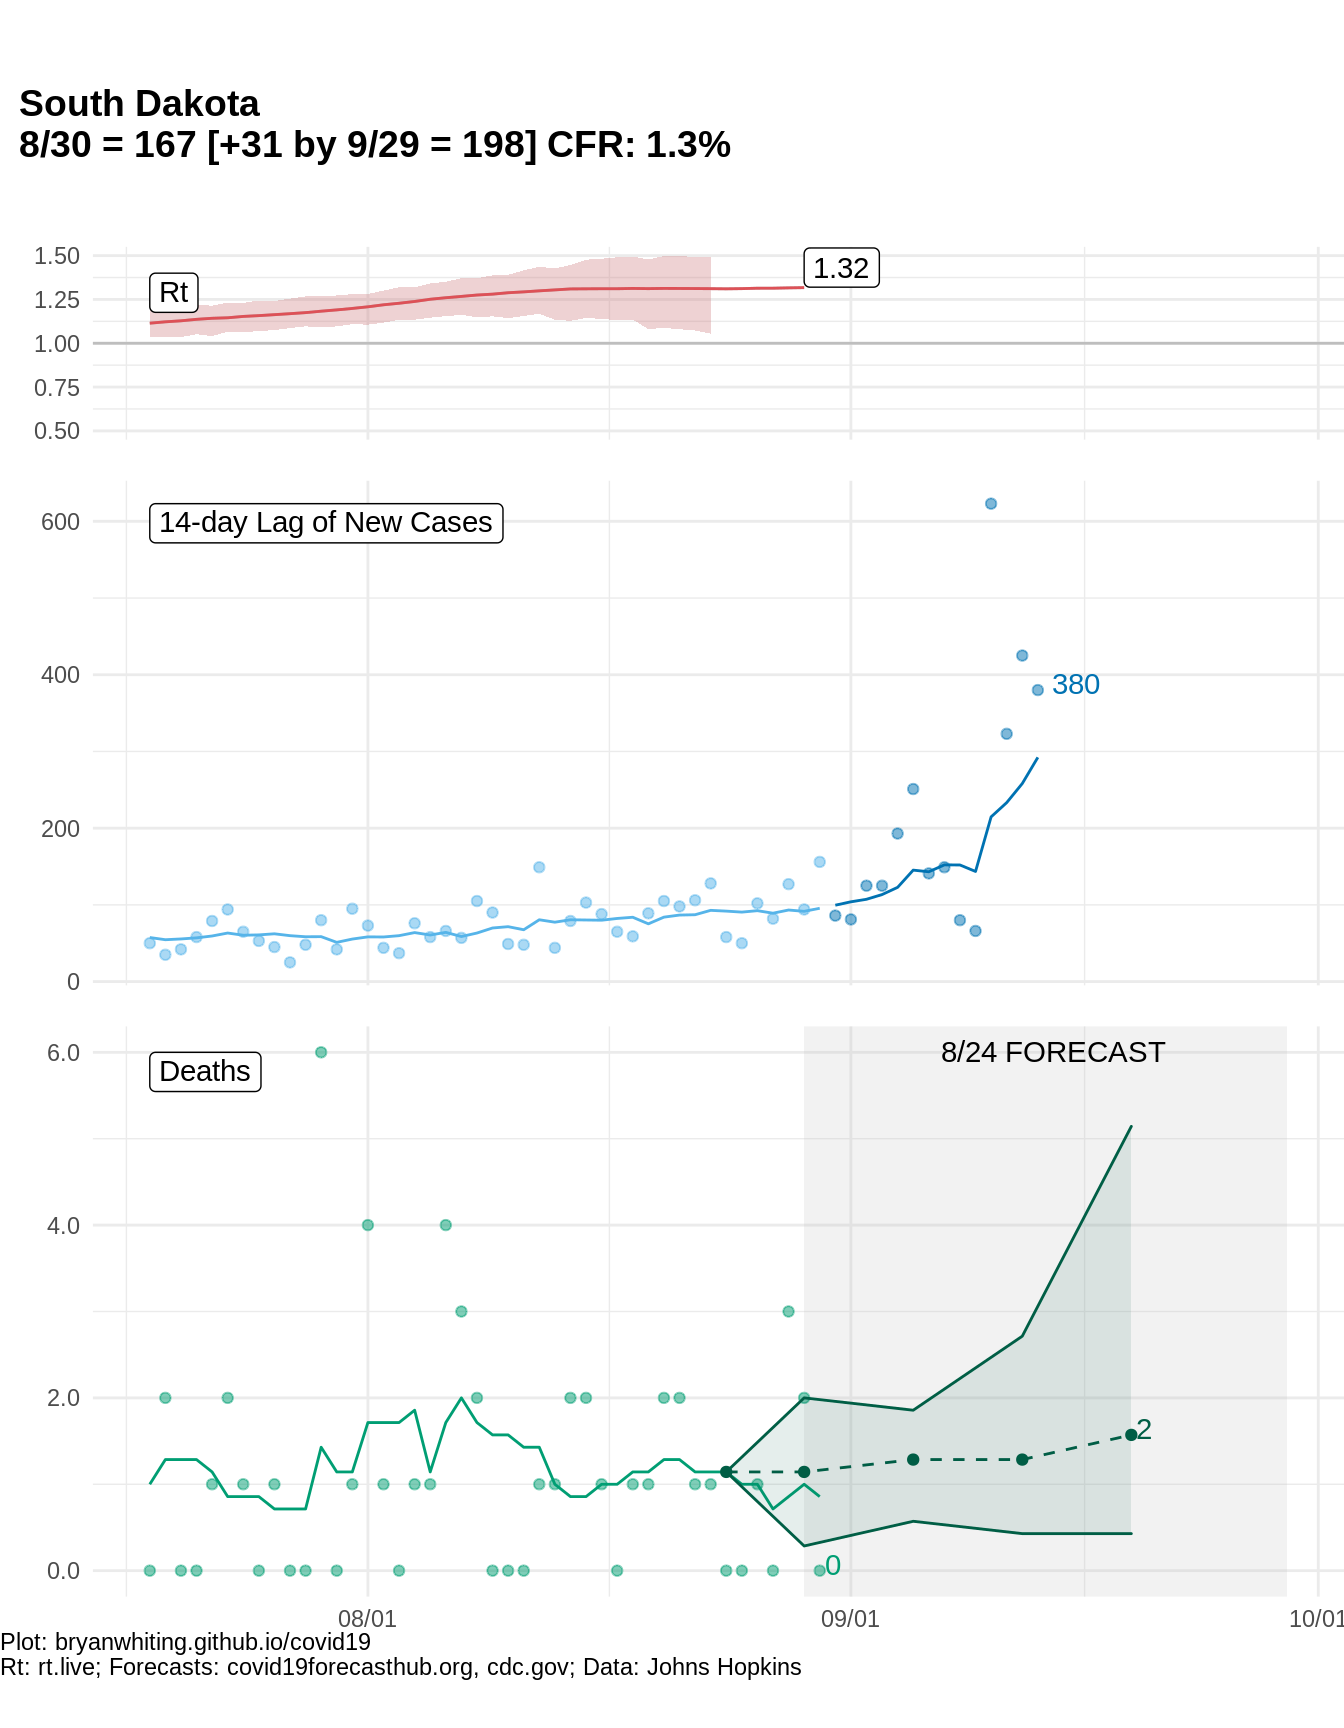 South Dakota
8/30 = 167 [+31 by 9/29 = 198] CFR: 1.3%
1.50
1.25
1.00
0.75
0.50
Rt
1.32
14-day Lag of New Cases
600
400
200
0
380
Deaths
8/24 FORECAST
6.0
4.0
2.0
0.0
2
0
08/01
09/01
10/01
Plot: bryanwhiting.github.io/covid19
Rt: rt.live; Forecasts: covid19forecasthub.org, cdc.gov; Data: Johns Hopkins